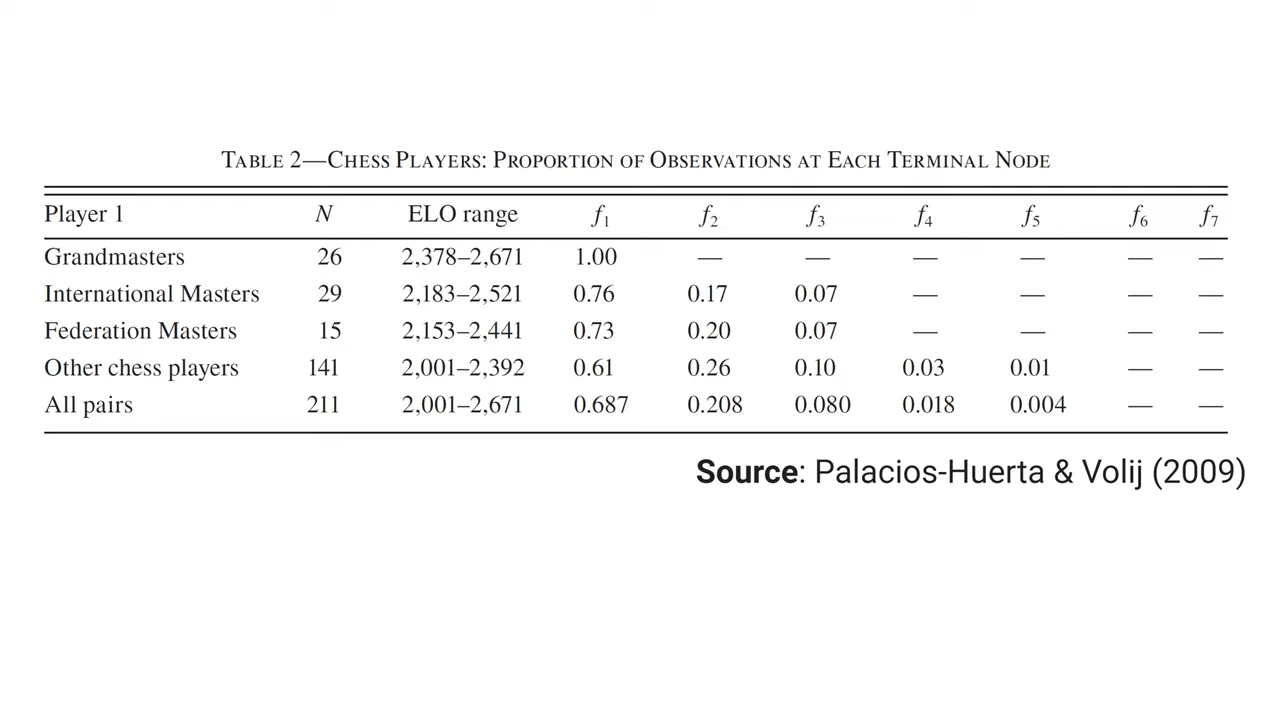 TABLE 2—CHESS PLAYERS: PROPORTION OF OBSERVATIONS AT EACH TERMINAL NODE
Player 1 N ELO range f1 f2 f3 f4 f5 f6 f7
Grandmasters 26 2,378–2,671 1.00 — — — — — —
International Masters 29 2,183–2,521 0.76 0.17 0.07 — — — —
Federation Masters 15 2,153–2,441 0.73 0.20 0.07 — — — —
Other chess players 141 2,001–2,392 0.61 0.26 0.10 0.03 0.01 — —
All pairs 211 2,001–2,671 0.687 0.208 0.080 0.018 0.004 — —
Source: Palacios-Huerta & Volij (2009)